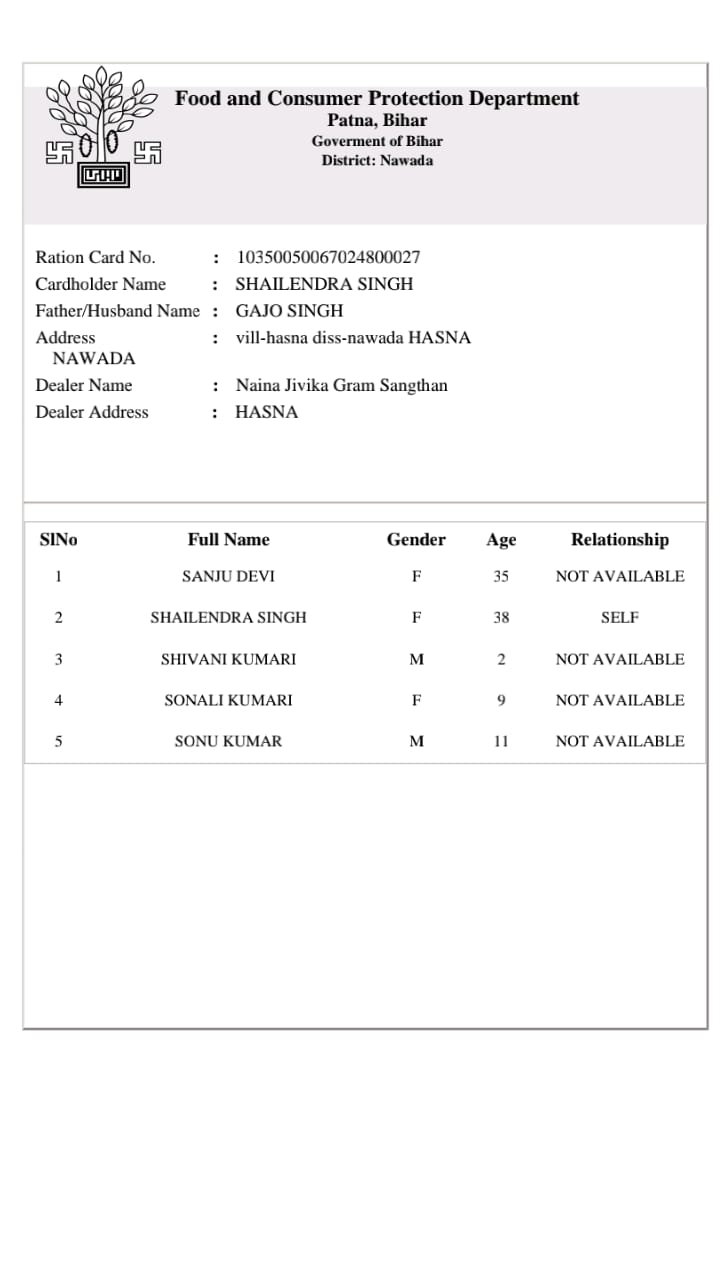 Food and Consumer Protection Department
Patna, Bihar
Goverment of Bihar
District: Nawada
Ration Card No. : 10350050067024800027
Cardholder Name : SHAILENDRA SINGH
Father/Husband Name : GAJO SINGH
Address : vill-hasna diss-nawada HASNA
NAWADA
Dealer Name : Naina Jivika Gram Sangthan
Dealer Address : HASNA
SlNo Full Name Gender Age Relationship
1 SANJU DEVI F 35 NOT AVAILABLE
2 SHAILENDRA SINGH F 38 SELF
3 SHIVANI KUMARI M 2 NOT AVAILABLE
4 SONALI KUMARI F 9 NOT AVAILABLE
5 SONU KUMAR M 11 NOT AVAILABLE